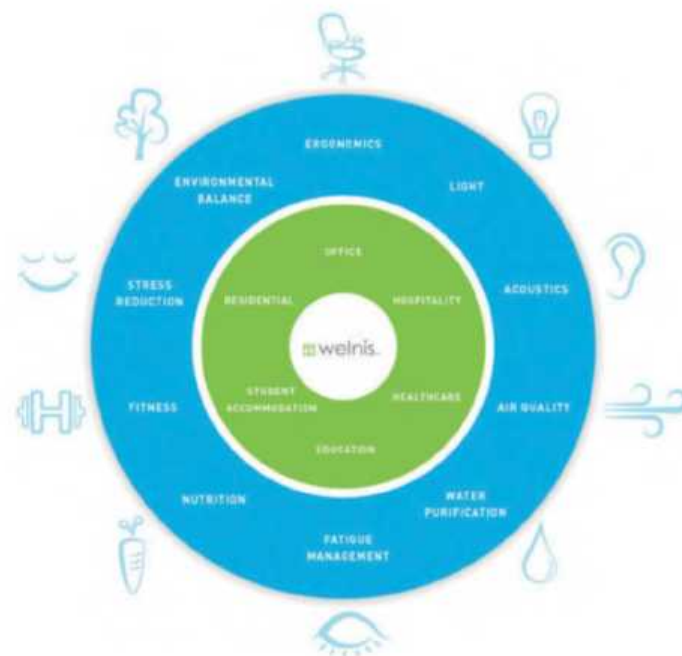 ERGONOMICS
LIGHT
ACOUSTICS
AIR QUALITY
WATER
PURIFICATION
FATIGUE
MANAGEMENT
NUTRITION
FITNESS
STRESS
REDUCTION
ENVIRONMENTAL
BALANCE
OFFICE
HOSPITALITY
HEALTHCARE
EDUCATION
STUDENT
ACCOMMODATION
RESIDENTIAL
welnis